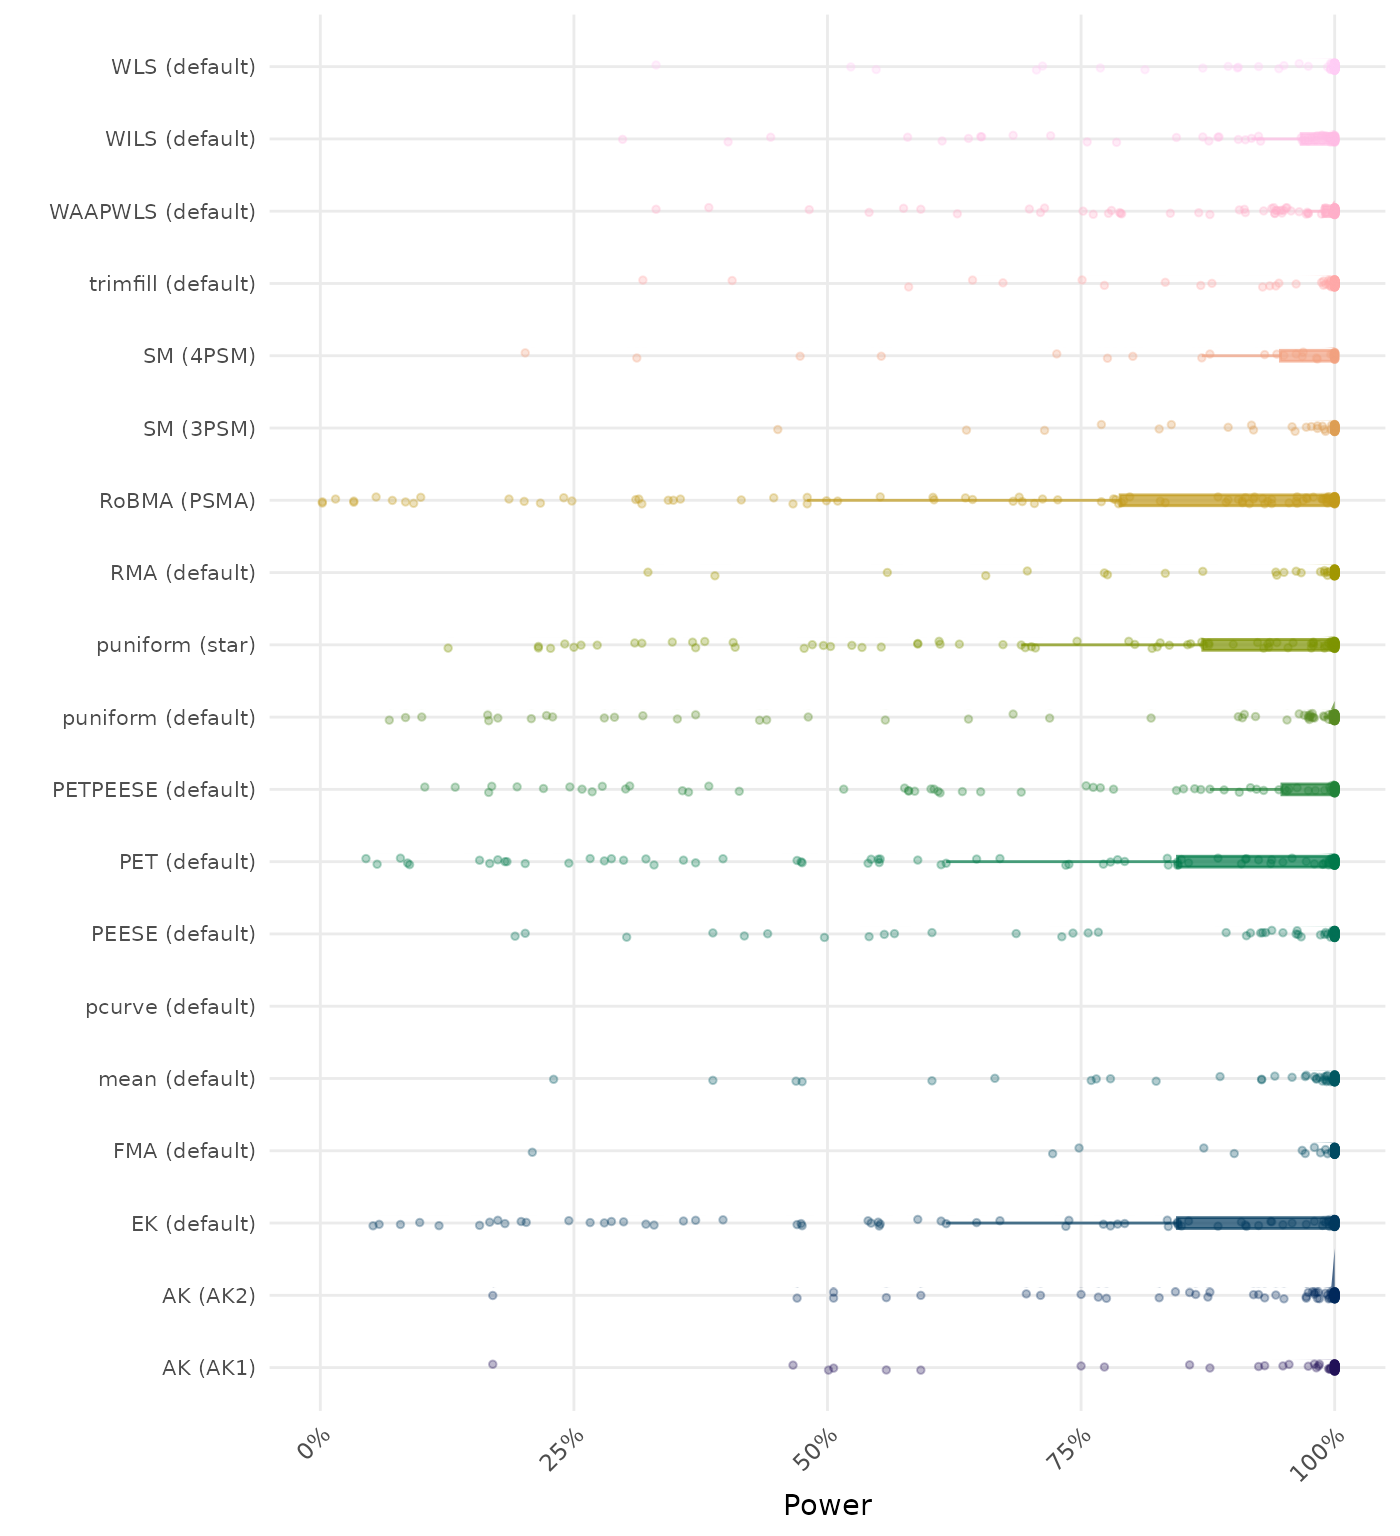 WLS (default)
WILS (default)
WAAPWLS (default)
trimfill (default)
SM (4PSM)
SM (3PSM)
RoBMA (PSMA)
RMA (default)
puniform (star)
puniform (default)
PETPEESE (default)
PET (default)
PEESE (default)
pcurve (default)
mean (default)
FMA (default)
EK (default)
AK (AK2)
AK (AK1)
0% 25% 50% 75% 100%
Power